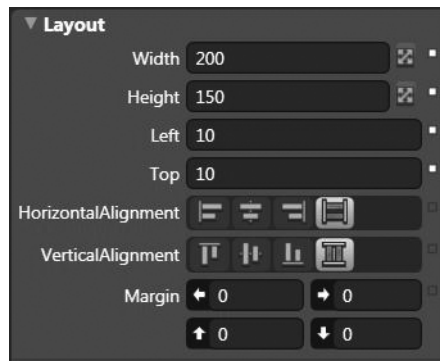 Layout
Width 200
Height 150
Left 10
Top 10
HorizontalAlignment
VerticalAlignment
Margin 0 0
0 0